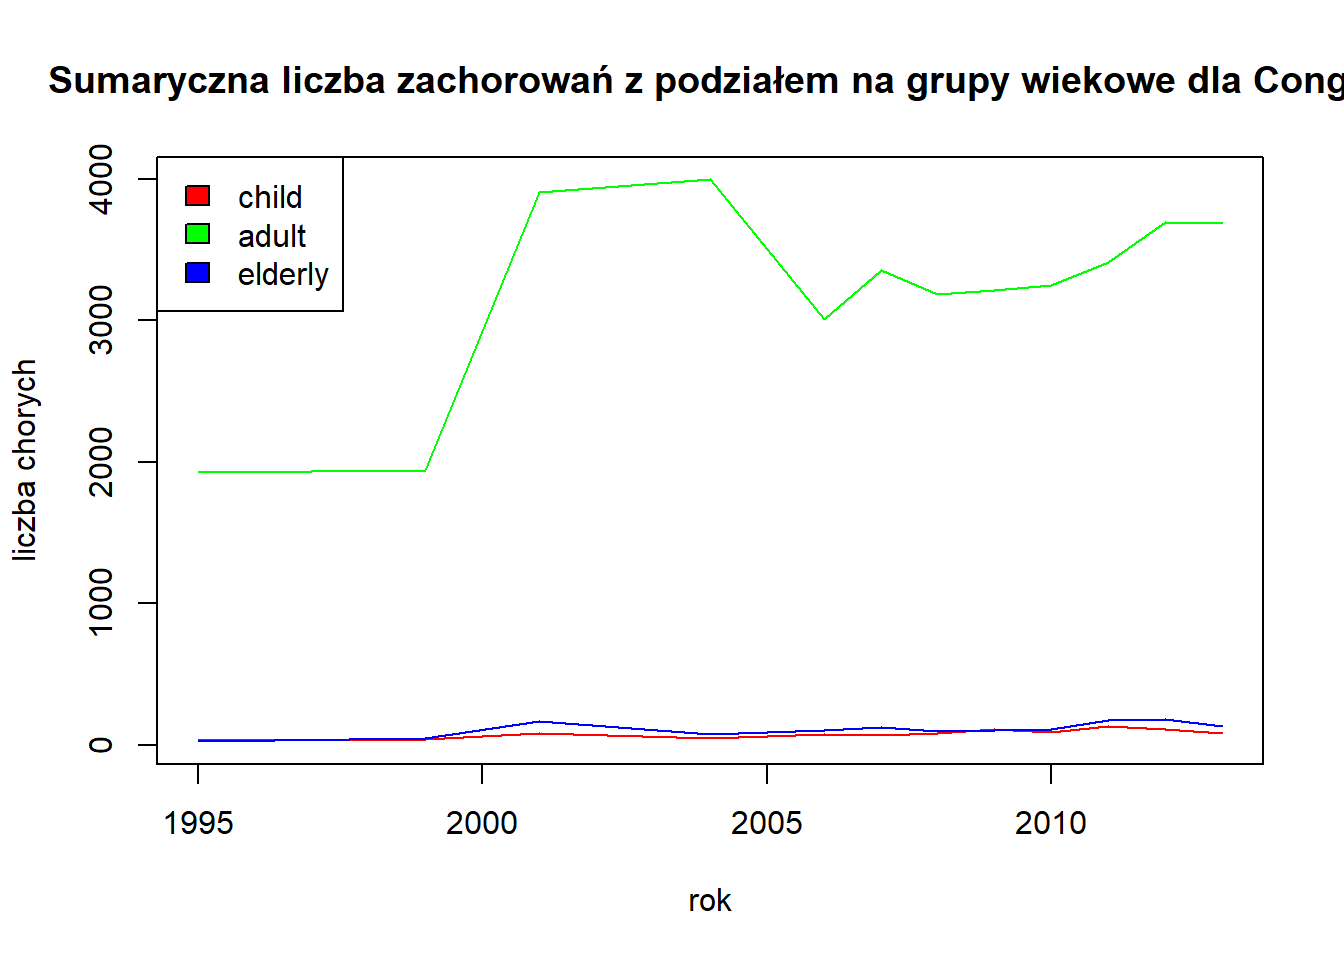 Sumaryczna liczba zachorowań z podziałem na grupy wiekowe dla Cong
child
adult
elderly
liczba chorych
4000
3000
2000
1000
0
1995 2000 2005 2010
rok